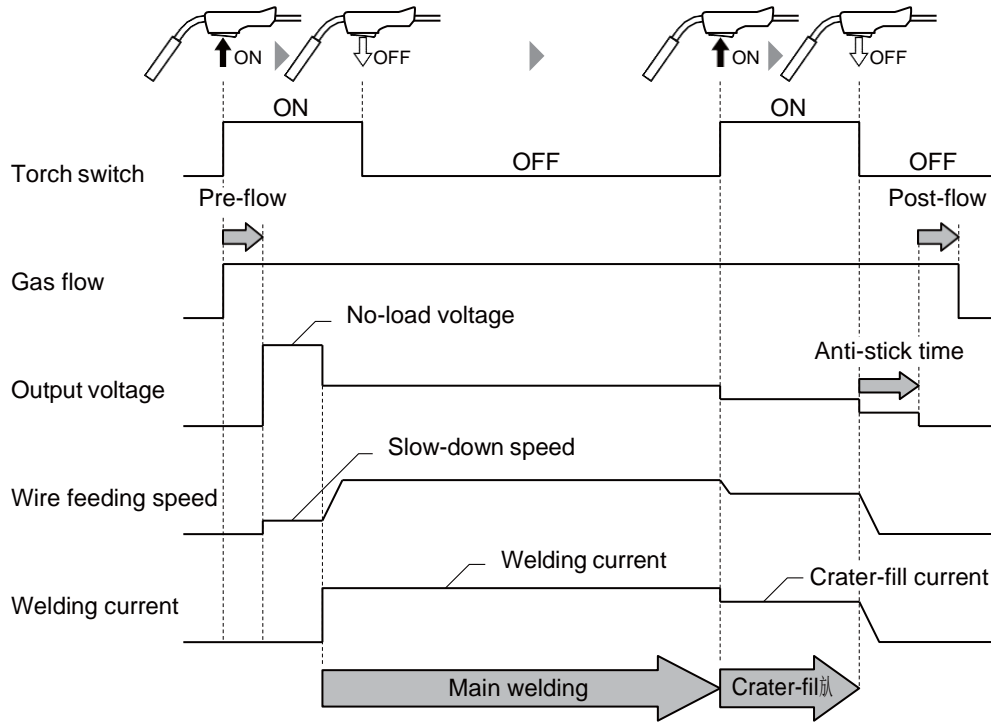 ON
OFF
ON
OFF
ON
ON
Torch switch
OFF
OFF
Pre-flow
Post-flow
Gas flow
No-load voltage
Anti-stick time
Output voltage
Slow-down speed
Wire feeding speed
Welding current
Crater-fill current
Welding current
Main welding
Crater-fil